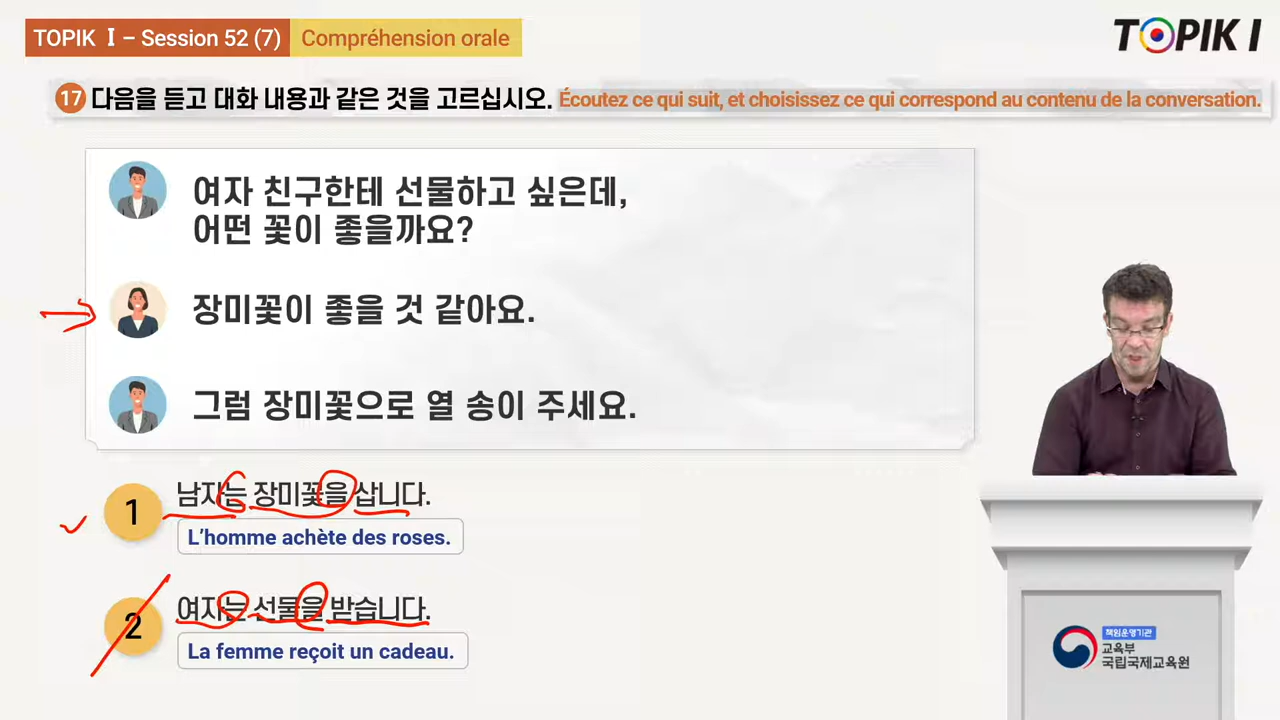 TOPIK I – Session 52 (7) Compréhension orale
TOPIK I
17 다음을 듣고 대화 내용과 같은 것을 고르십시오. Écoutez ce qui suit, et choisissez ce qui correspond au contenu de la conversation.
여자 친구한테 선물하고 싶은데,
어떤 꽃이 좋을까요?
장미꽃이 좋을 것 같아요.
그럼 장미꽃으로 열 송이 주세요.
1 남자는 장미꽃을 삽니다.
L'homme achète des roses.
2 여자는 선물을 받습니다.
La femme reçoit un cadeau.
책임운영기관
교육부
국립국제교육원